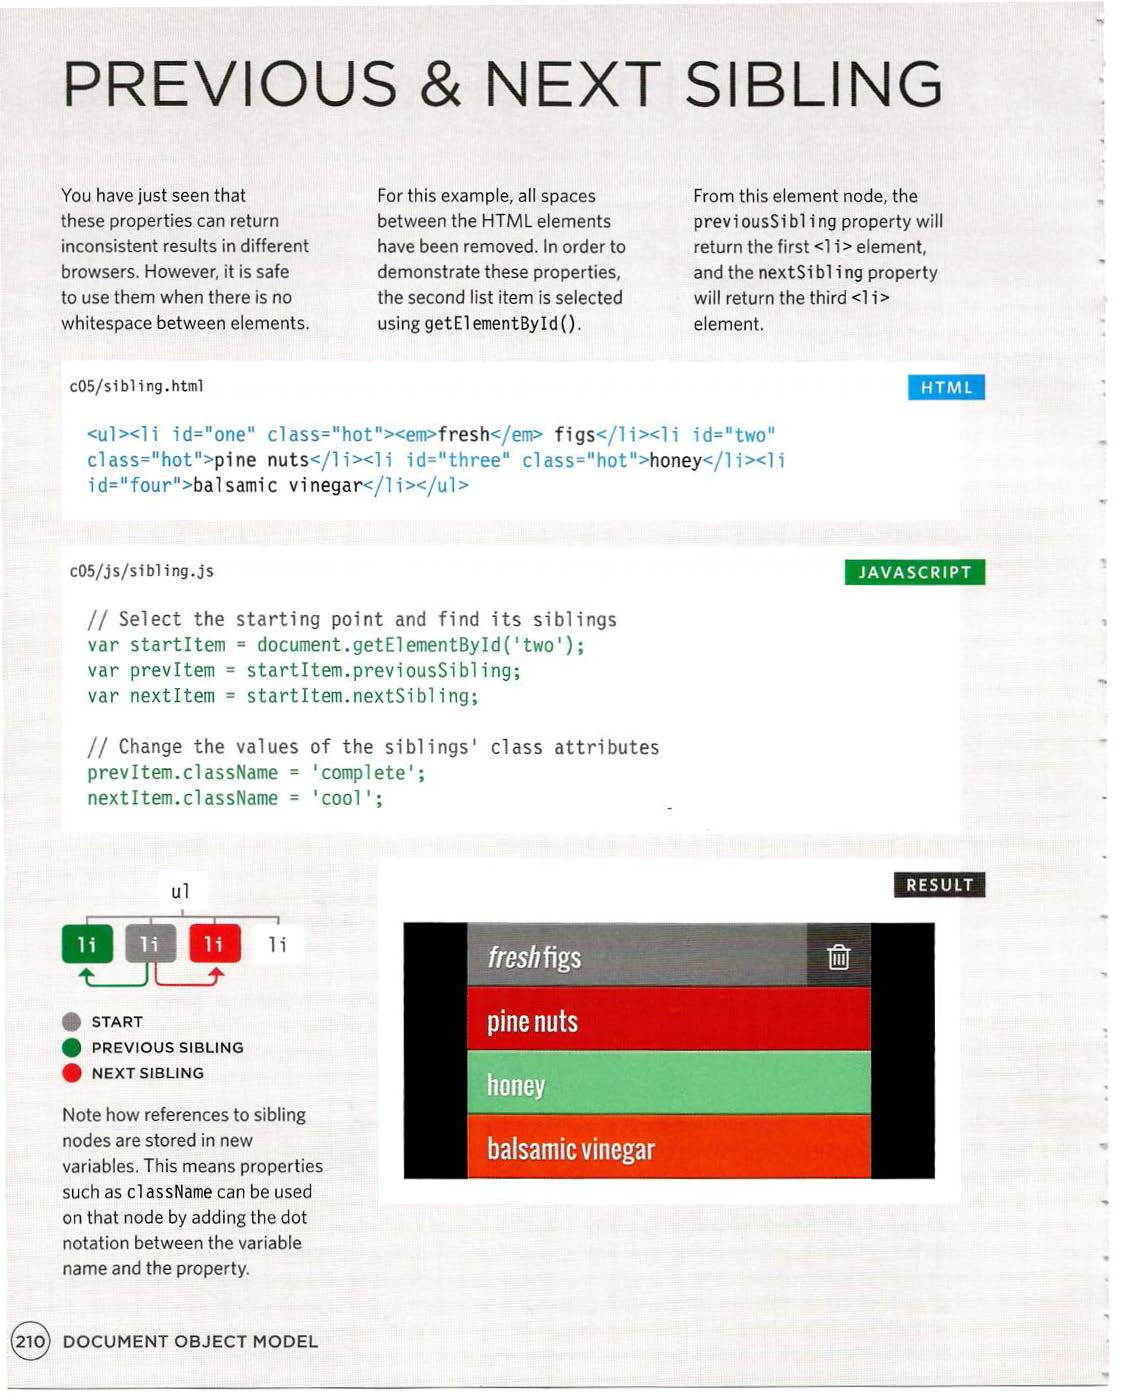 PREVIOUS & NEXT SIBLING
You have just seen that
these properties can return
inconsistent results in different
browsers. However, it is safe
to use them when there is no
whitespace between elements.
For this example, all spaces
between the HTML elements
have been removed. In order to
demonstrate these properties,
the second list item is selected
using getElementById().
From this element node, the
previousSibling property will
return the first <li> element,
and the nextSibling property
will return the third <li>
element.
c05/sibling.html
HTML
<ul><li id="one" class="hot"><em>fresh</em> figs</li><li id="two"
class="hot">pine nuts</li><li id="three" class="hot">honey</li><li
id="four">balsamic vinegar</li></ul>
c05/js/sibling.js
JAVASCRIPT
// Select the starting point and find its siblings
var startItem = document.getElementById('two');
var prevItem = startItem.previousSibling;
var nextItem = startItem.nextSibling;
// Change the values of the siblings' class attributes
prevItem.className = 'complete';
nextItem.className = 'cool';
ul
li li li li
START
PREVIOUS SIBLING
NEXT SIBLING
Note how references to sibling
nodes are stored in new
variables. This means properties
such as className can be used
on that node by adding the dot
notation between the variable
name and the property.
RESULT
fresh figs
pine nuts
honey
balsamic vinegar
210 DOCUMENT OBJECT MODEL